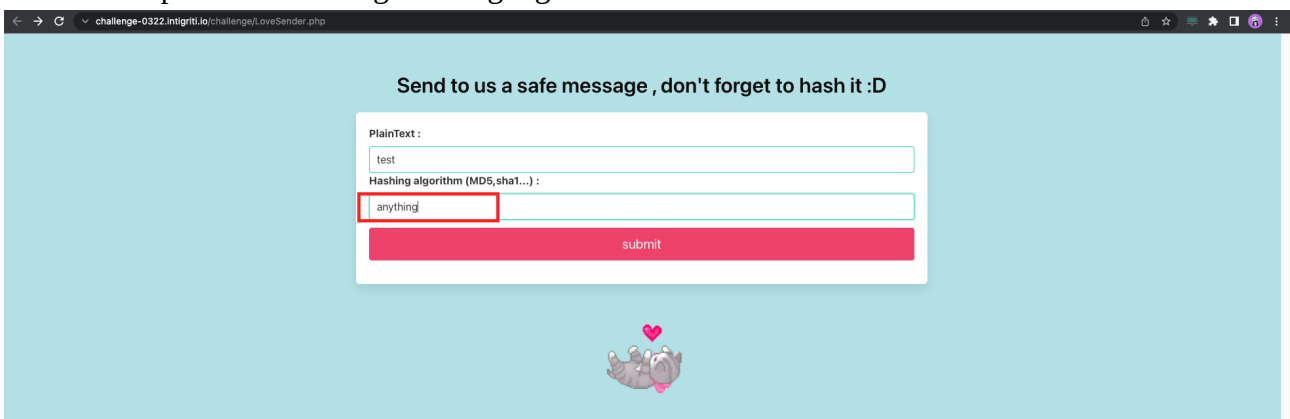 challenge-0322.intigriti.io/challenge/LoveSender.php
Send to us a safe message , don't forget to hash it :D
PlainText :
test
Hashing algorithm (MD5,sha1...) :
anything
submit